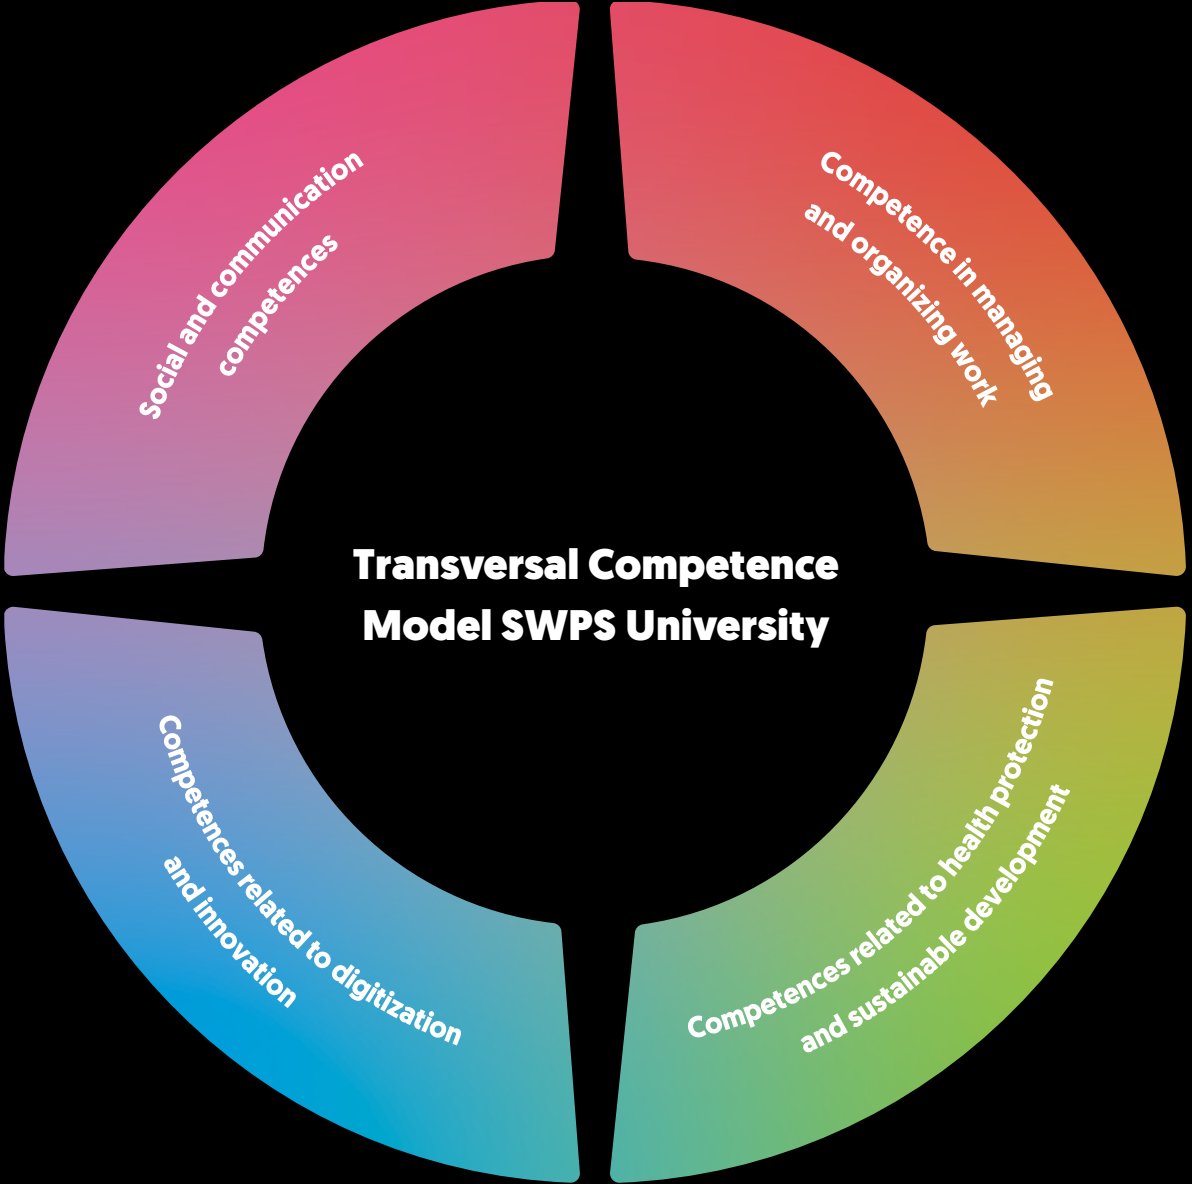 Social and communication
competences
Competence in managing
and organizing work
Transversal Competence
Model SWPS University
Competences related to digitization
and innovation
Competences related to health protection
and sustainable development